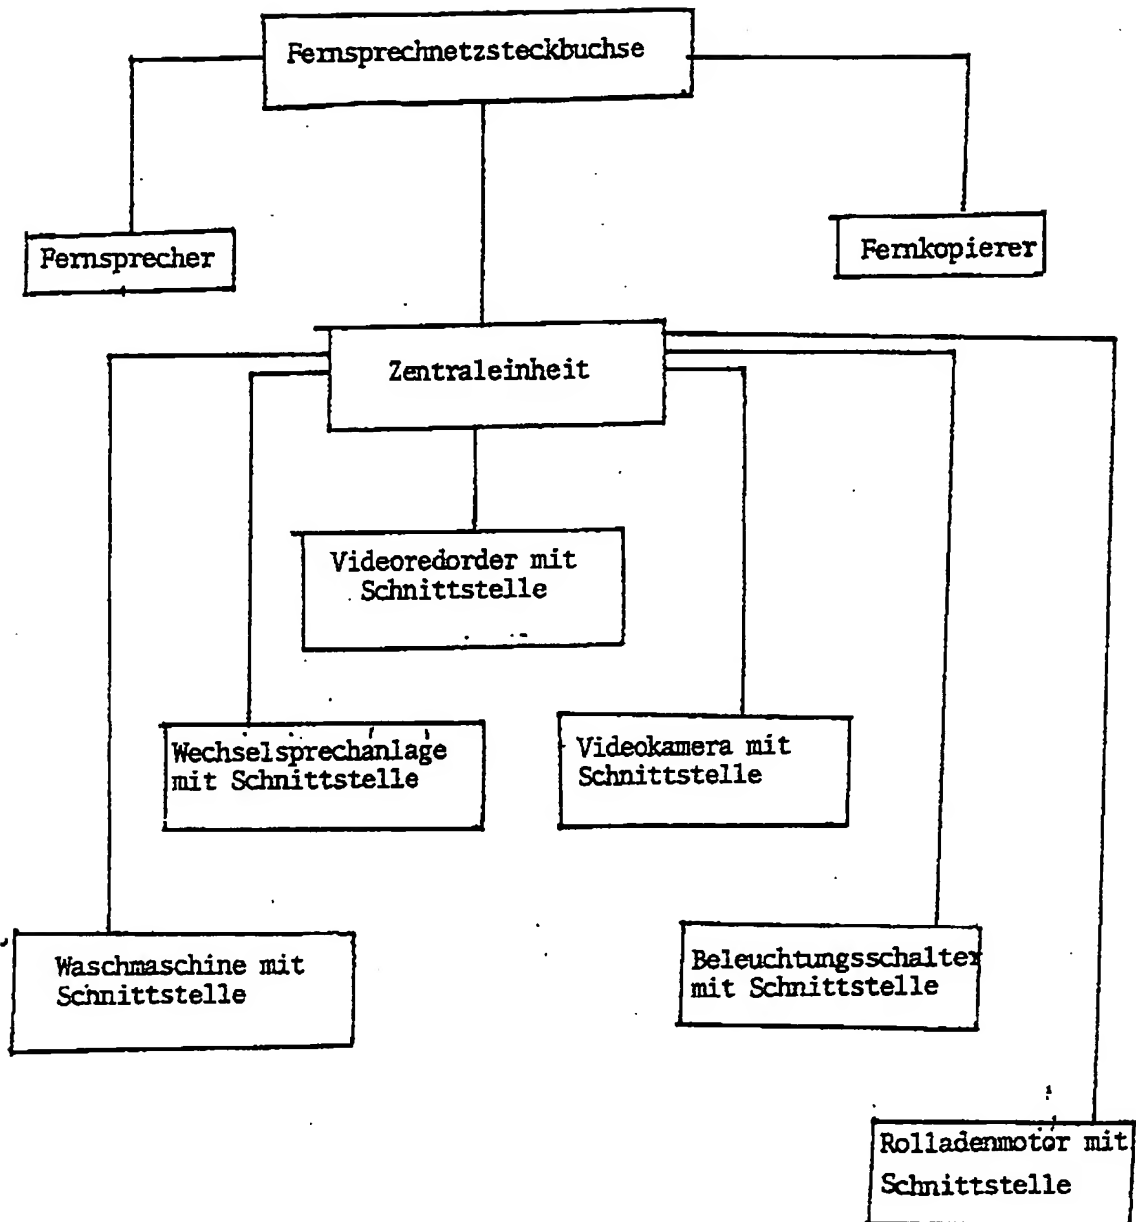 Fernsprechnetzsteckbuchse
Fernsprecher
Fernkopierer
Zentraleinheit
Videoredorder mit
Schnittstelle
Wechselsprechanlage
mit Schnittstelle
Videokamera mit
Schnittstelle
Waschmaschine mit
Schnittstelle
Beleuchtungsschalter
mit Schnittstelle
Rolladenmotor mit
Schnittstelle